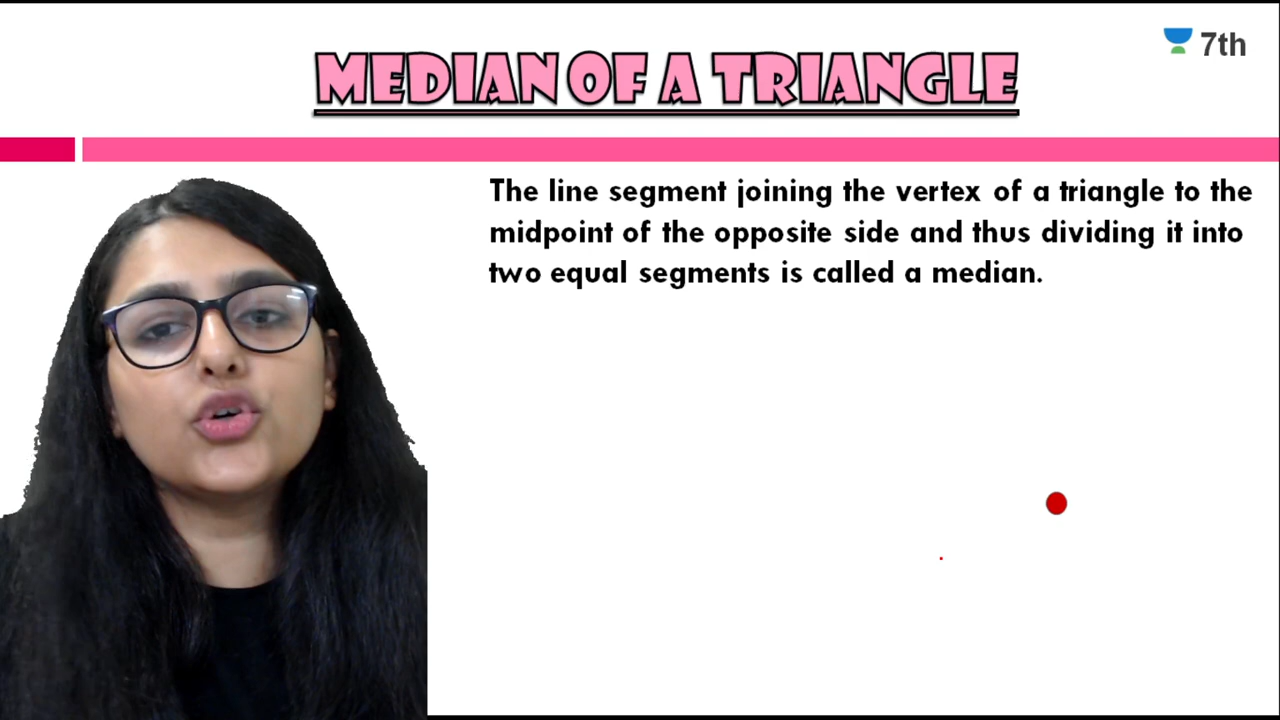 MEDIAN OF A TRIANGLE
7th
The line segment joining the vertex of a triangle to the
midpoint of the opposite side and thus dividing it into
two equal segments is called a median.